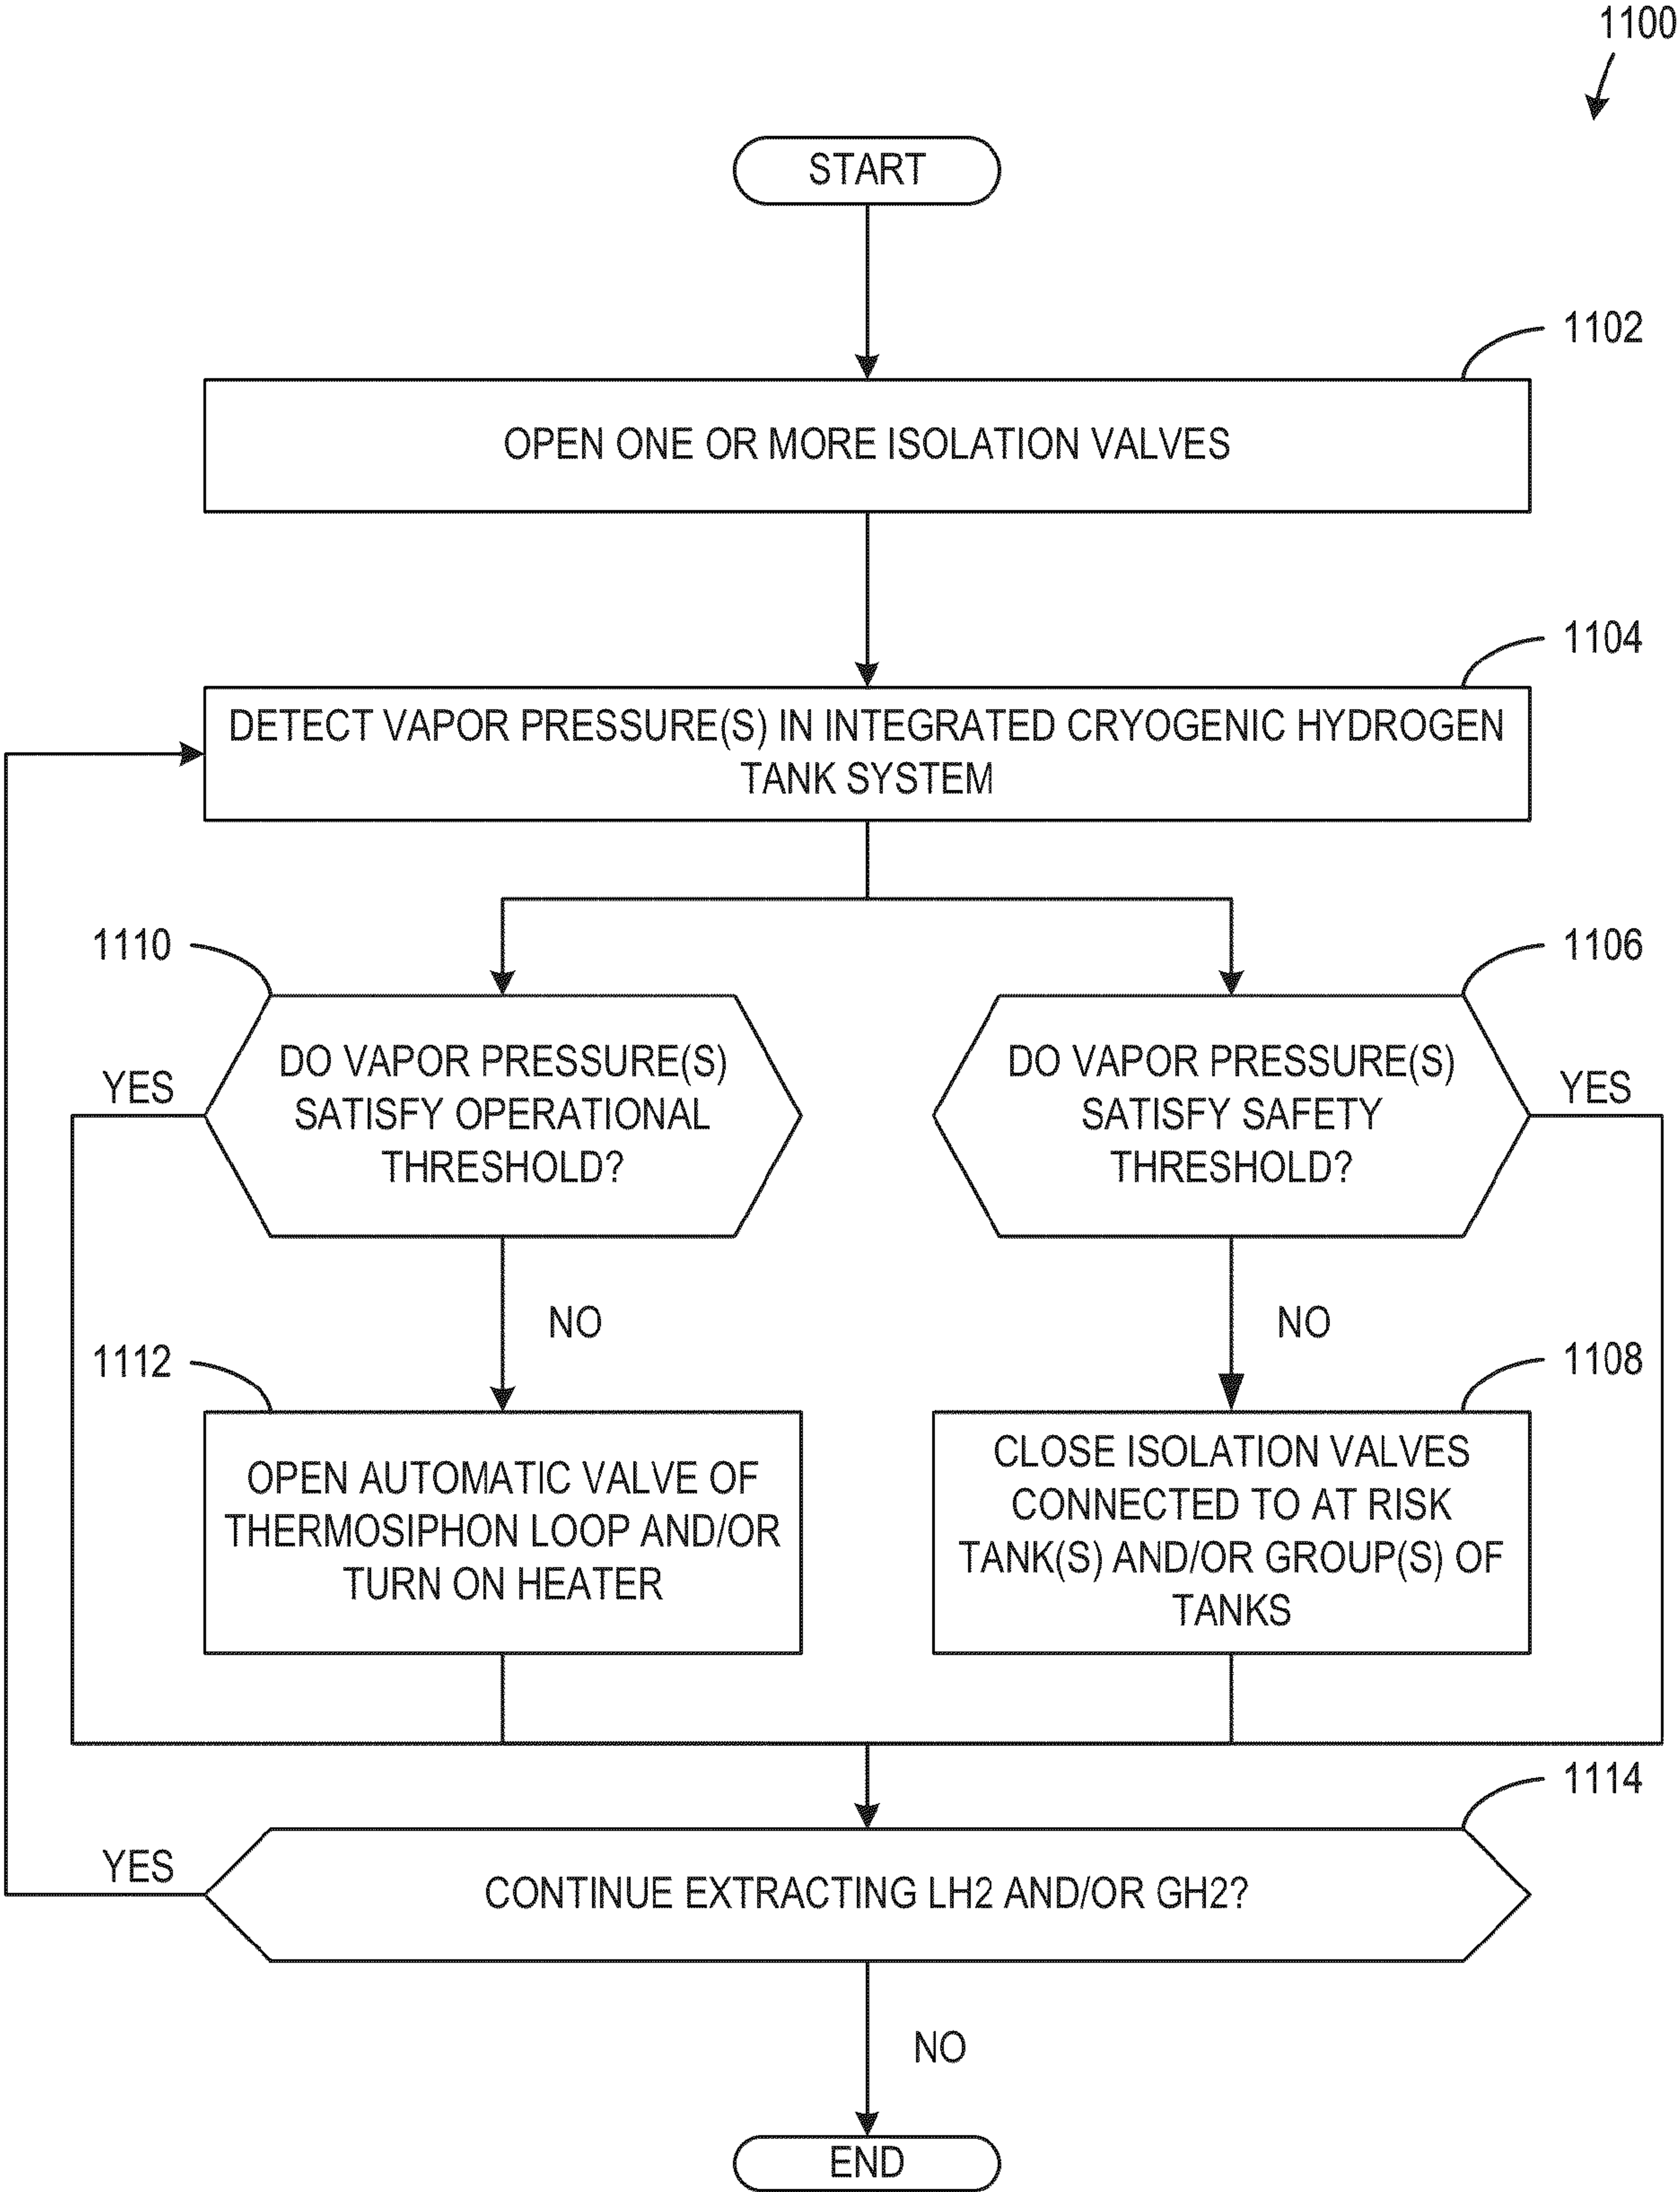 1100
START
1102
OPEN ONE OR MORE ISOLATION VALVES
1104
DETECT VAPOR PRESSURE(S) IN INTEGRATED CRYOGENIC HYDROGEN
TANK SYSTEM
1110
1106
DO VAPOR PRESSURE(S)
SATISFY OPERATIONAL
THRESHOLD?
YES
DO VAPOR PRESSURE(S)
SATISFY SAFETY
THRESHOLD?
YES
NO
NO
1112
1108
OPEN AUTOMATIC VALVE OF
THERMOSIPHON LOOP AND/OR
TURN ON HEATER
CLOSE ISOLATION VALVES
CONNECTED TO AT RISK
TANK(S) AND/OR GROUP(S) OF
TANKS
1114
YES
CONTINUE EXTRACTING LH2 AND/OR GH2?
NO
END